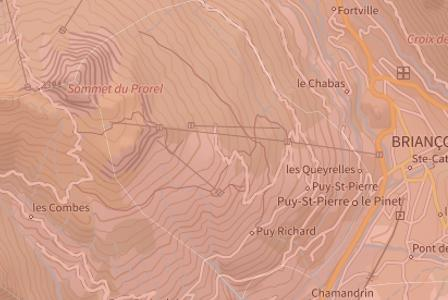 Fortville
Croix de
Sommet du Prorel
le Chabas
BRIANÇO
Ste-Cat
les Queyrelles
Puy-St-Pierre
Puy-St-Pierre
le Pinet
les Combes
Puy Richard
Pont de
Chamandrin